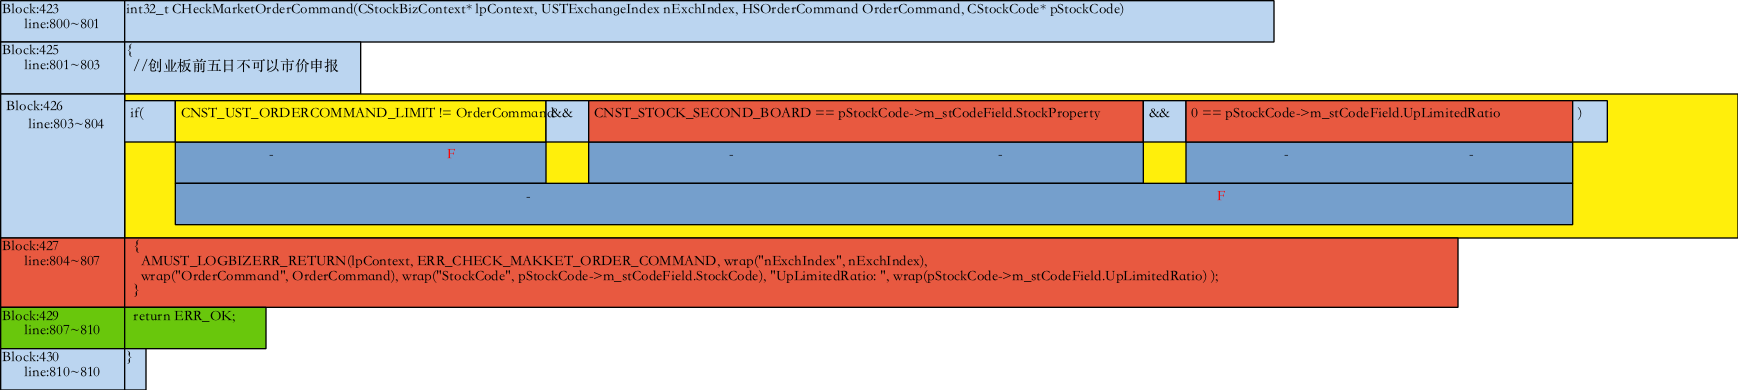 Block:423 int32_t CHeckMarketOrderCommand(CStockBizContext* lpContext, USTExchangeIndex nExchIndex, HSOrderCommand OrderCommand, CStockCode* pStockCode)
line:800~801
Block:425 {
line:801~803 //创业板前五日不可以市价申报
Block:426
line:803~804
if( CNST_UST_ORDERCOMMAND_LIMIT != OrderCommand && CNST_STOCK_SECOND_BOARD == pStockCode->m_stCodeField.StockProperty && 0 == pStockCode->m_stCodeField.UpLimitedRatio )
- F - - - -
- F
Block:427 {
line:804~807 AMUST_LOGBIZERR_RETURN(lpContext, ERR_CHECK_MAKKET_ORDER_COMMAND, wrap("nExchIndex", nExchIndex),
wrap("OrderCommand", OrderCommand), wrap("StockCode", pStockCode->m_stCodeField.StockCode), "UpLimitedRatio: ", wrap(pStockCode->m_stCodeField.UpLimitedRatio) );
}
Block:429 return ERR_OK;
line:807~810
Block:430 }
line:810~810